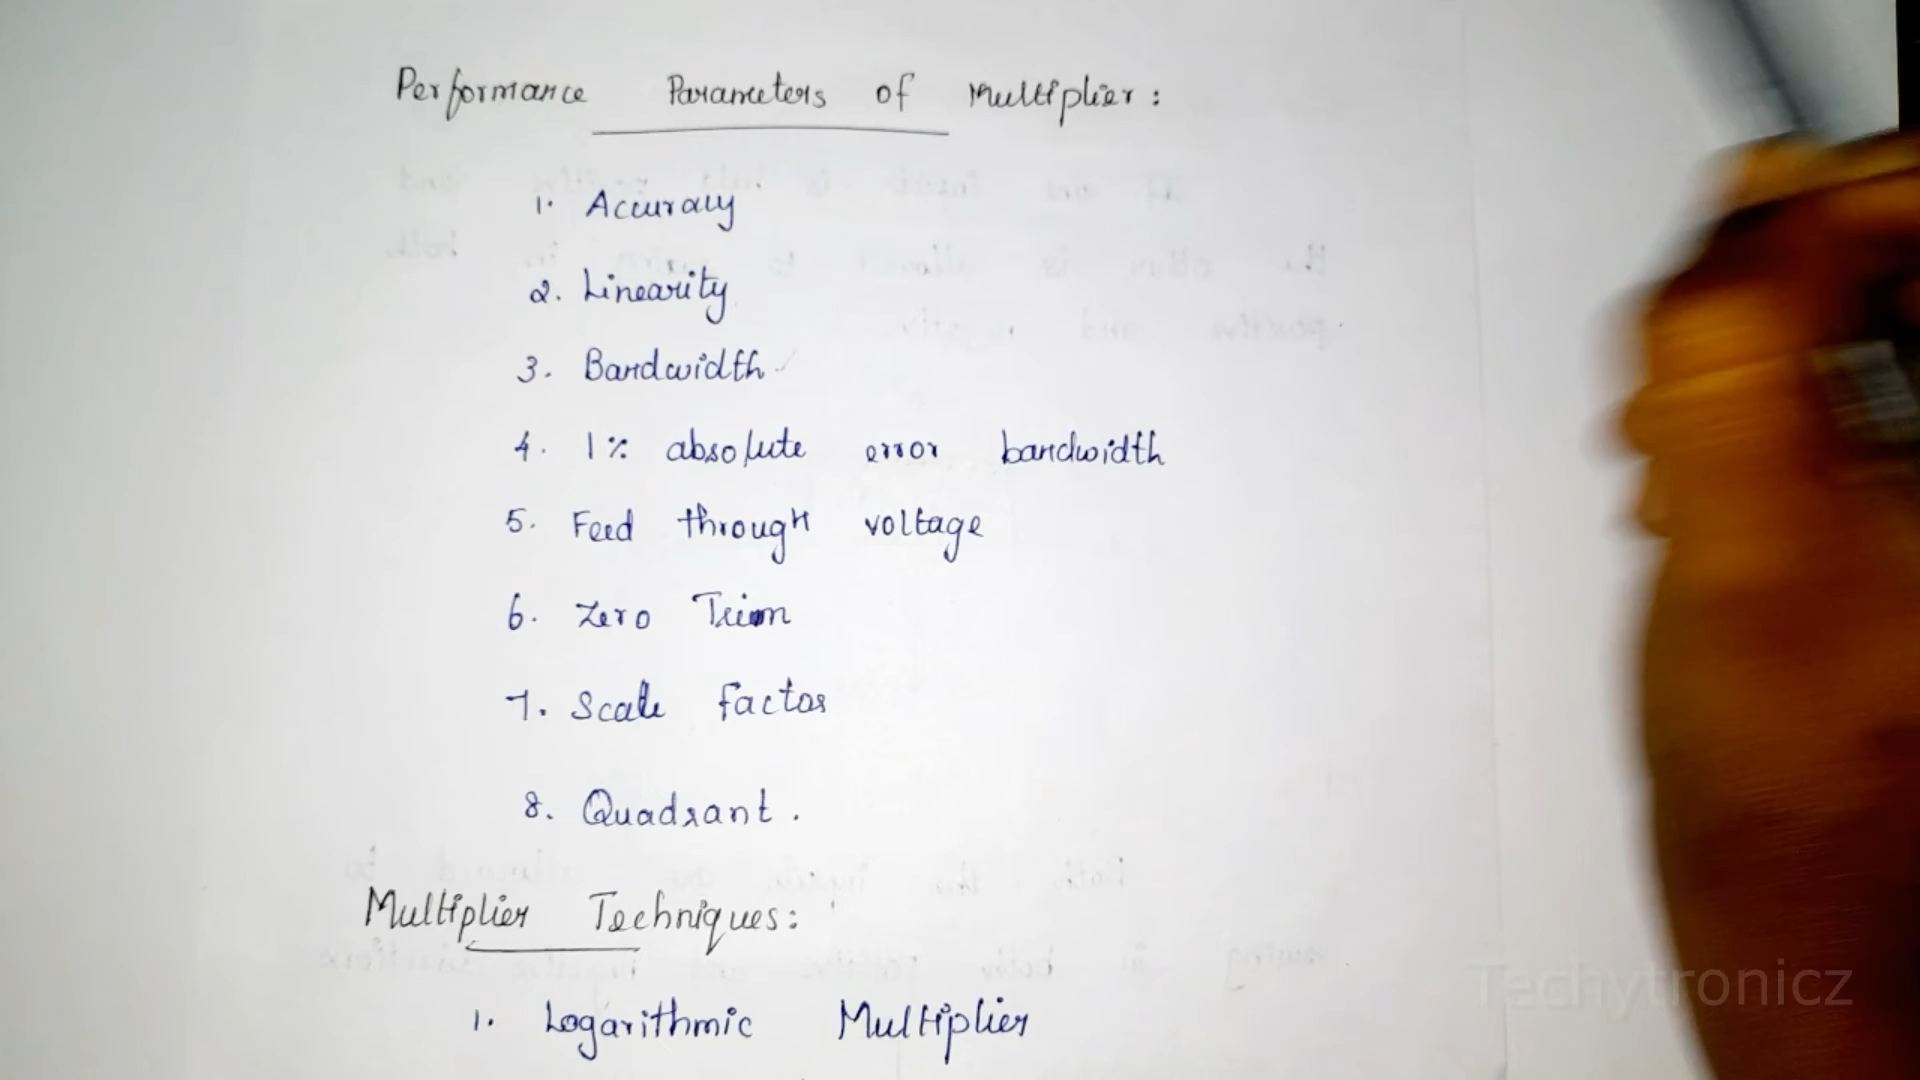 Performance Parameters of Multiplier:
1. Accuracy
2. Linearity
3. Bandwidth
4. 1% absolute error bandwidth
5. Feed through voltage
6. Zero Trim
7. Scale factor
8. Quadrant.
Multiplier Techniques:
1. Logarithmic Multiplier
Techytronicz